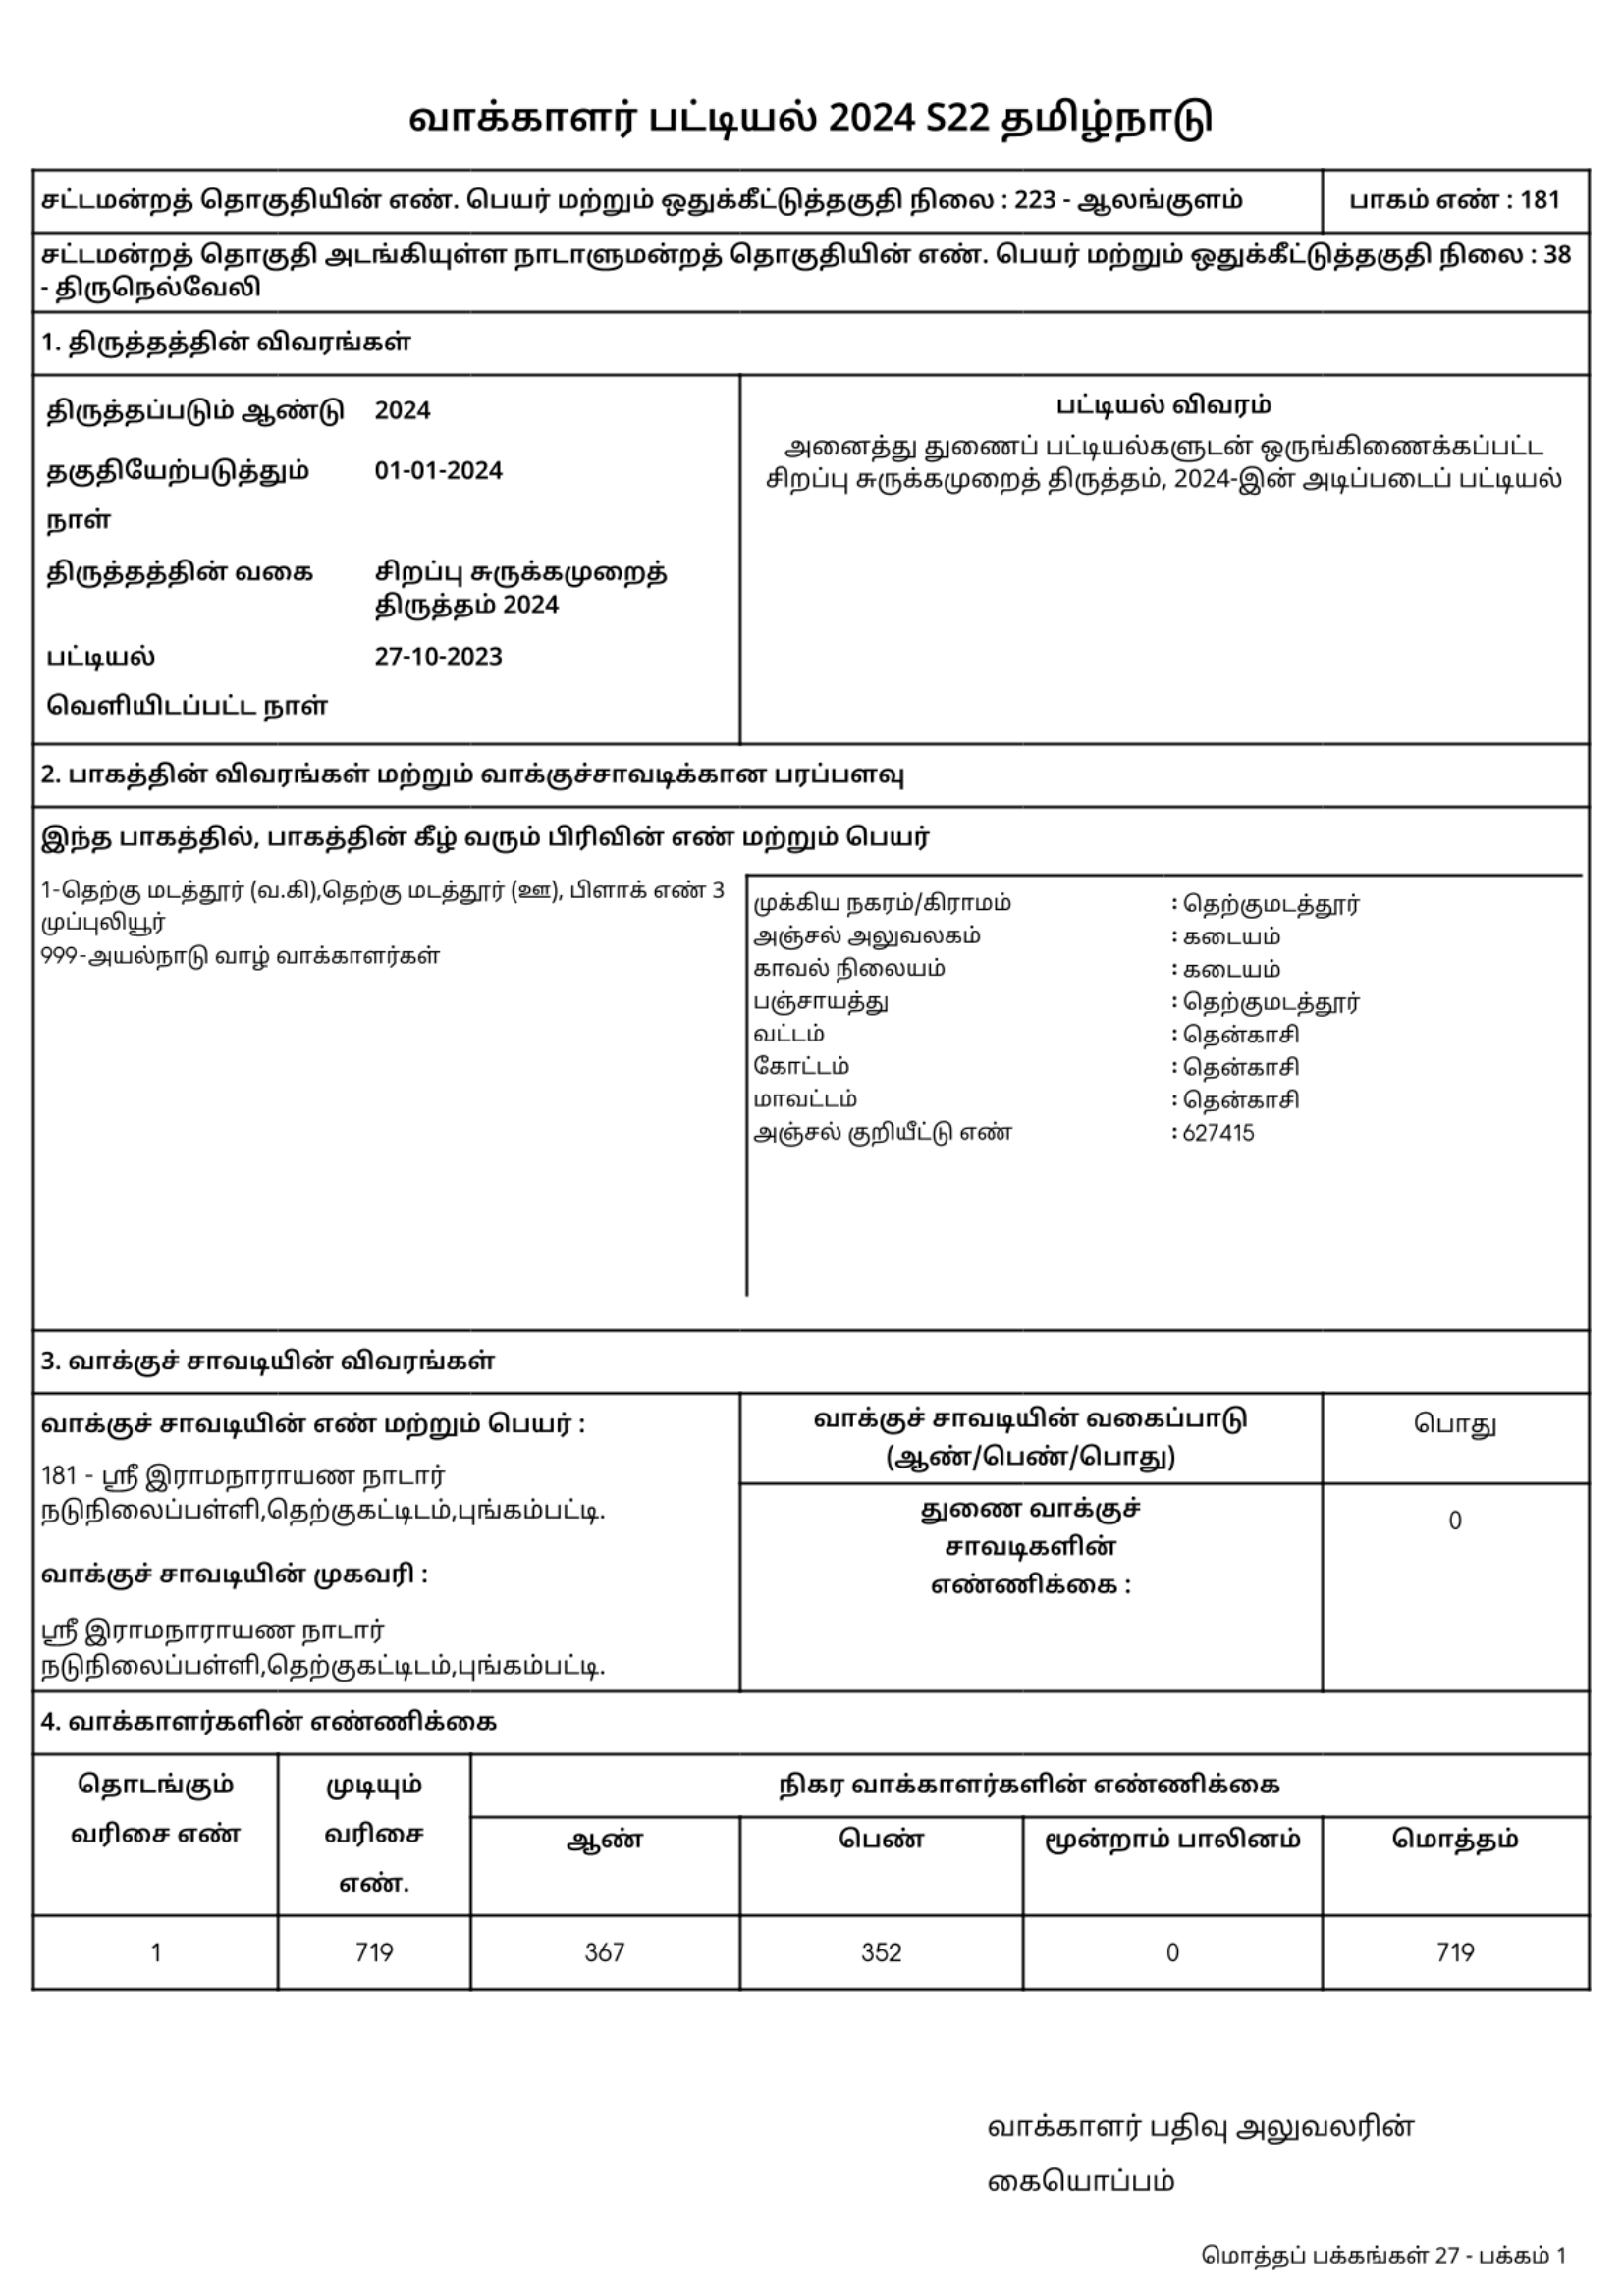 வாக்காளர் பட்டியல் 2024 S22 தமிழ்நாடு
சட்டமன்றத் தொகுதியின் எண். பெயர் மற்றும் ஒதுக்கீட்டுத்தகுதி நிலை : 223 - ஆலங்குளம்
பாகம் எண் : 181
சட்டமன்றத் தொகுதி அடங்கியுள்ள நாடாளுமன்றத் தொகுதியின் எண். பெயர் மற்றும் ஒதுக்கீட்டுத்தகுதி நிலை : 38
- திருநெல்வேலி
1. திருத்தத்தின் விவரங்கள்
திருத்தப்படும் ஆண்டு 2024
தகுதியேற்படுத்தும் 01-01-2024
நாள்
திருத்தத்தின் வகை சிறப்பு சுருக்கமுறைத்
திருத்தம் 2024
பட்டியல் 27-10-2023
வெளியிடப்பட்ட நாள்
பட்டியல் விவரம்
அனைத்து துணைப் பட்டியல்களுடன் ஒருங்கிணைக்கப்பட்ட
சிறப்பு சுருக்கமுறைத் திருத்தம், 2024-இன் அடிப்படைப் பட்டியல்
2. பாகத்தின் விவரங்கள் மற்றும் வாக்குச்சாவடிக்கான பரப்பளவு
இந்த பாகத்தில், பாகத்தின் கீழ் வரும் பிரிவின் எண் மற்றும் பெயர்
1-தெற்கு மடத்தூர் (வ.கி),தெற்கு மடத்தூர் (ஊ), பிளாக் எண் 3
முப்புலியூர்
999-அயல்நாடு வாழ் வாக்காளர்கள்
முக்கிய நகரம்/கிராமம் : தெற்குமடத்தூர்
அஞ்சல் அலுவலகம் : கடையம்
காவல் நிலையம் : கடையம்
பஞ்சாயத்து : தெற்குமடத்தூர்
வட்டம் : தென்காசி
கோட்டம் : தென்காசி
மாவட்டம் : தென்காசி
அஞ்சல் குறியீட்டு எண் : 627415
3. வாக்குச் சாவடியின் விவரங்கள்
வாக்குச் சாவடியின் எண் மற்றும் பெயர் :
181 - ஸ்ரீ இராமநாராயண நாடார்
நடுநிலைப்பள்ளி,தெற்குகட்டிடம்,புங்கம்பட்டி.
வாக்குச் சாவடியின் முகவரி :
ஸ்ரீ இராமநாராயண நாடார்
நடுநிலைப்பள்ளி,தெற்குகட்டிடம்,புங்கம்பட்டி.
வாக்குச் சாவடியின் வகைப்பாடு
(ஆண்/பெண்/பொது)
பொது
துணை வாக்குச்
சாவடிகளின்
எண்ணிக்கை :
0
4. வாக்காளர்களின் எண்ணிக்கை
தொடங்கும்
வரிசை எண்
முடியும்
வரிசை
எண்.
நிகர வாக்காளர்களின் எண்ணிக்கை
ஆண் பெண் மூன்றாம் பாலினம் மொத்தம்
1 719 367 352 0 719
வாக்காளர் பதிவு அலுவலரின்
கையொப்பம்
மொத்தப் பக்கங்கள் 27 - பக்கம் 1